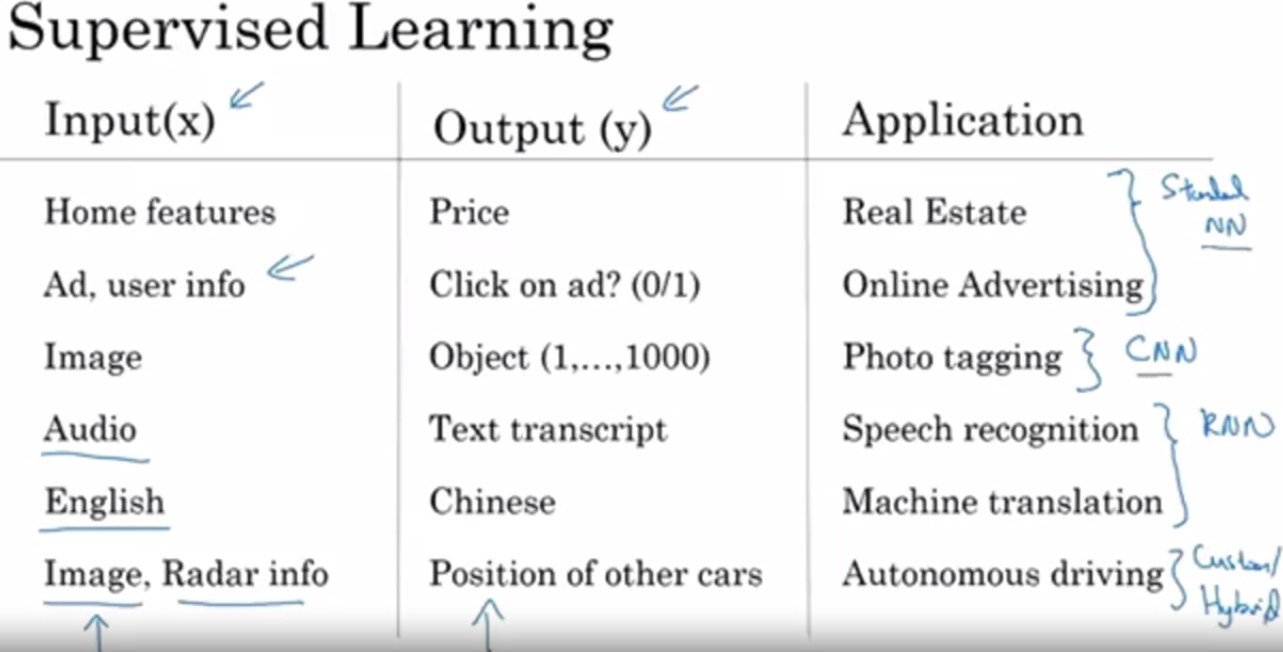 Supervised Learning
Input(x) Output (y) Application
Home features Price Real Estate Standard
NN
Ad, user info Click on ad? (0/1) Online Advertising
Image Object (1,...,1000) Photo tagging CNN
Audio Text transcript Speech recognition RNN
English Chinese Machine translation
Image, Radar info Position of other cars Autonomous driving Custom/
Hybrid